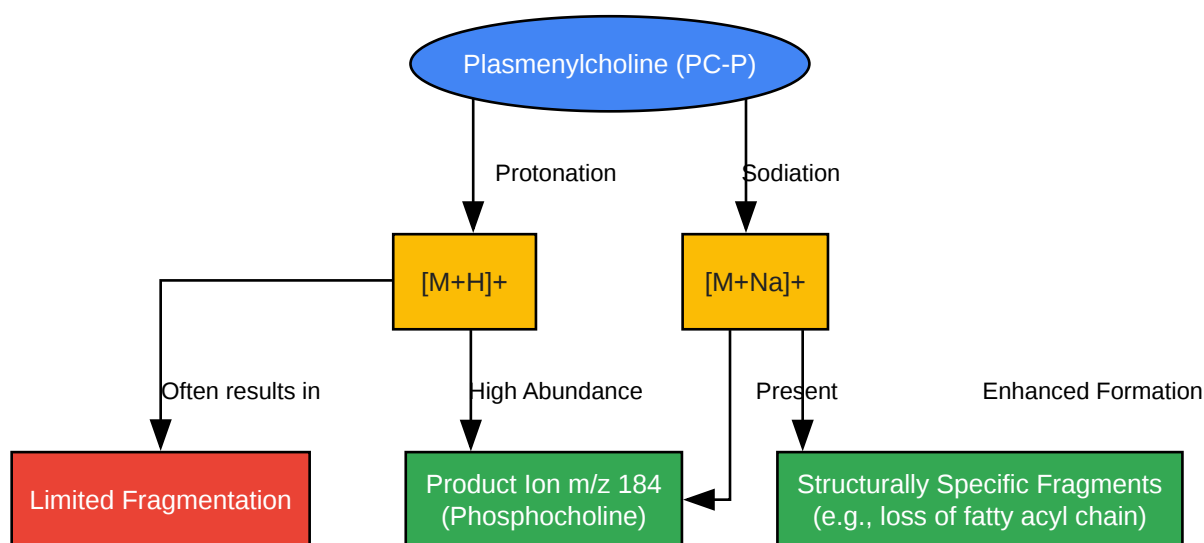 Plasmenylcholine (PC-P)
Protonation
Sodiation
[M+H]+
[M+Na]+
Often results in
High Abundance
Present
Enhanced Formation
Limited Fragmentation
Product Ion m/z 184
(Phosphocholine)
Structurally Specific Fragments
(e.g., loss of fatty acyl chain)